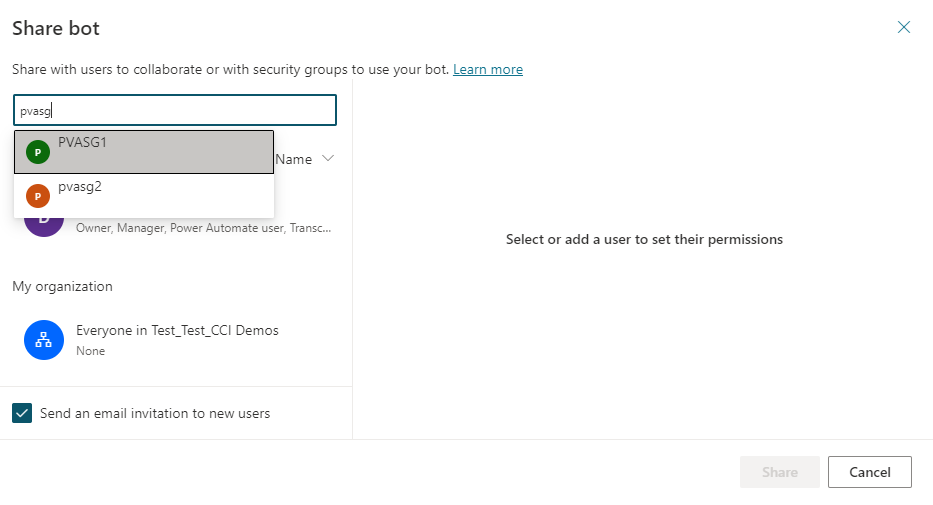 Share bot
Share with users to collaborate or with security groups to use your bot. Learn more
pvasg
P
PVASG1
Name
P
pvasg2
Owner, Manager, Power Automate user, Transc...
Select or add a user to set their permissions
My organization
Everyone in Test_Test_CCI Demos
None
Send an email invitation to new users
Share
Cancel